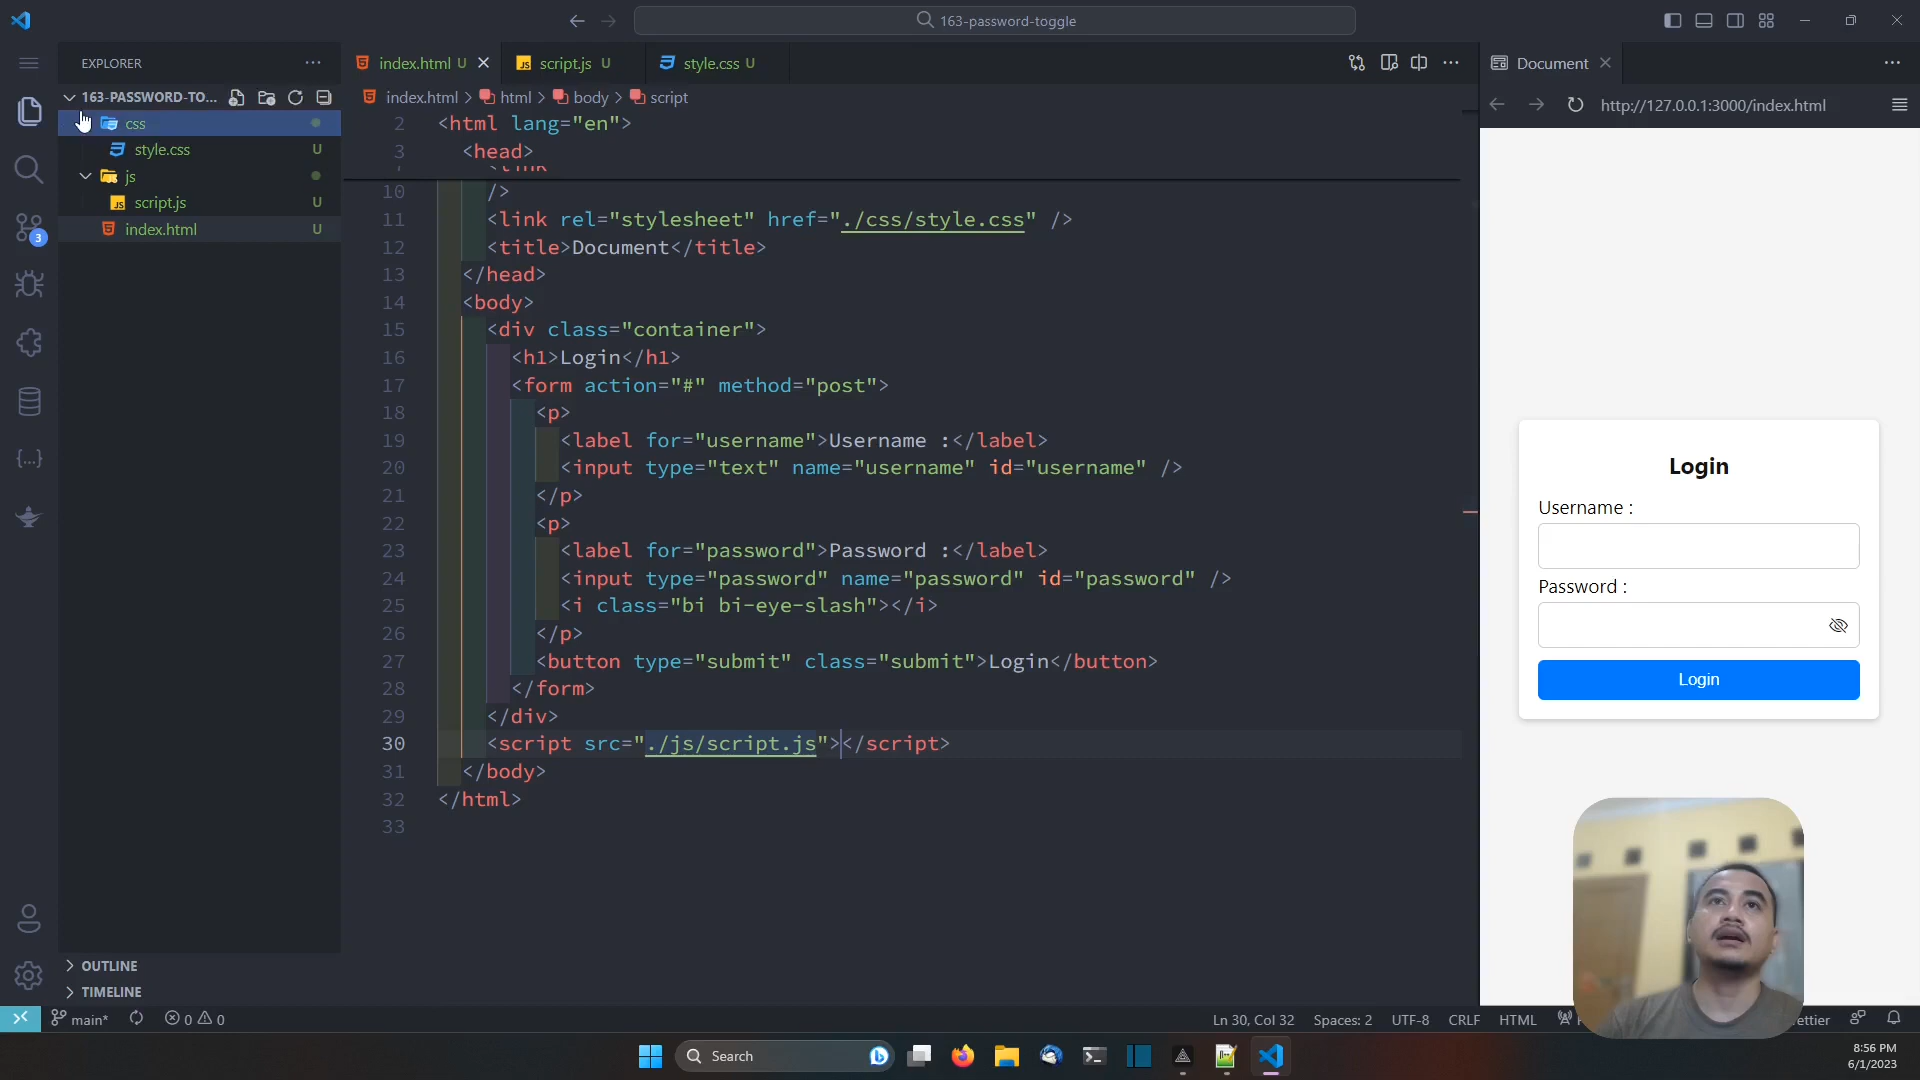 163-password-toggle
EXPLORER
163-PASSWORD-TO...
css
style.css U
js
script.js U
index.html U
OUTLINE
TIMELINE
index.html U
script.js U
style.css U
index.html > html > body > script
2 <html lang="en">
3 <head>
10 />
11 <link rel="stylesheet" href="./css/style.css" />
12 <title>Document</title>
13 </head>
14 <body>
15 <div class="container">
16 <h1>Login</h1>
17 <form action="#" method="post">
18 <p>
19 <label for="username">Username :</label>
20 <input type="text" name="username" id="username" />
21 </p>
22 <p>
23 <label for="password">Password :</label>
24 <input type="password" name="password" id="password" />
25 <i class="bi bi-eye-slash"></i>
26 </p>
27 <button type="submit" class="submit">Login</button>
28 </form>
29 </div>
30 <script src="./js/script.js"></script>
31 </body>
32 </html>
33
Document
http://127.0.0.1:3000/index.html
Login
Username :
Password :
Login
3
main* 0 0
Ln 30, Col 32 Spaces: 2 UTF-8 CRLF HTML
Search
8:56 PM
6/1/2023